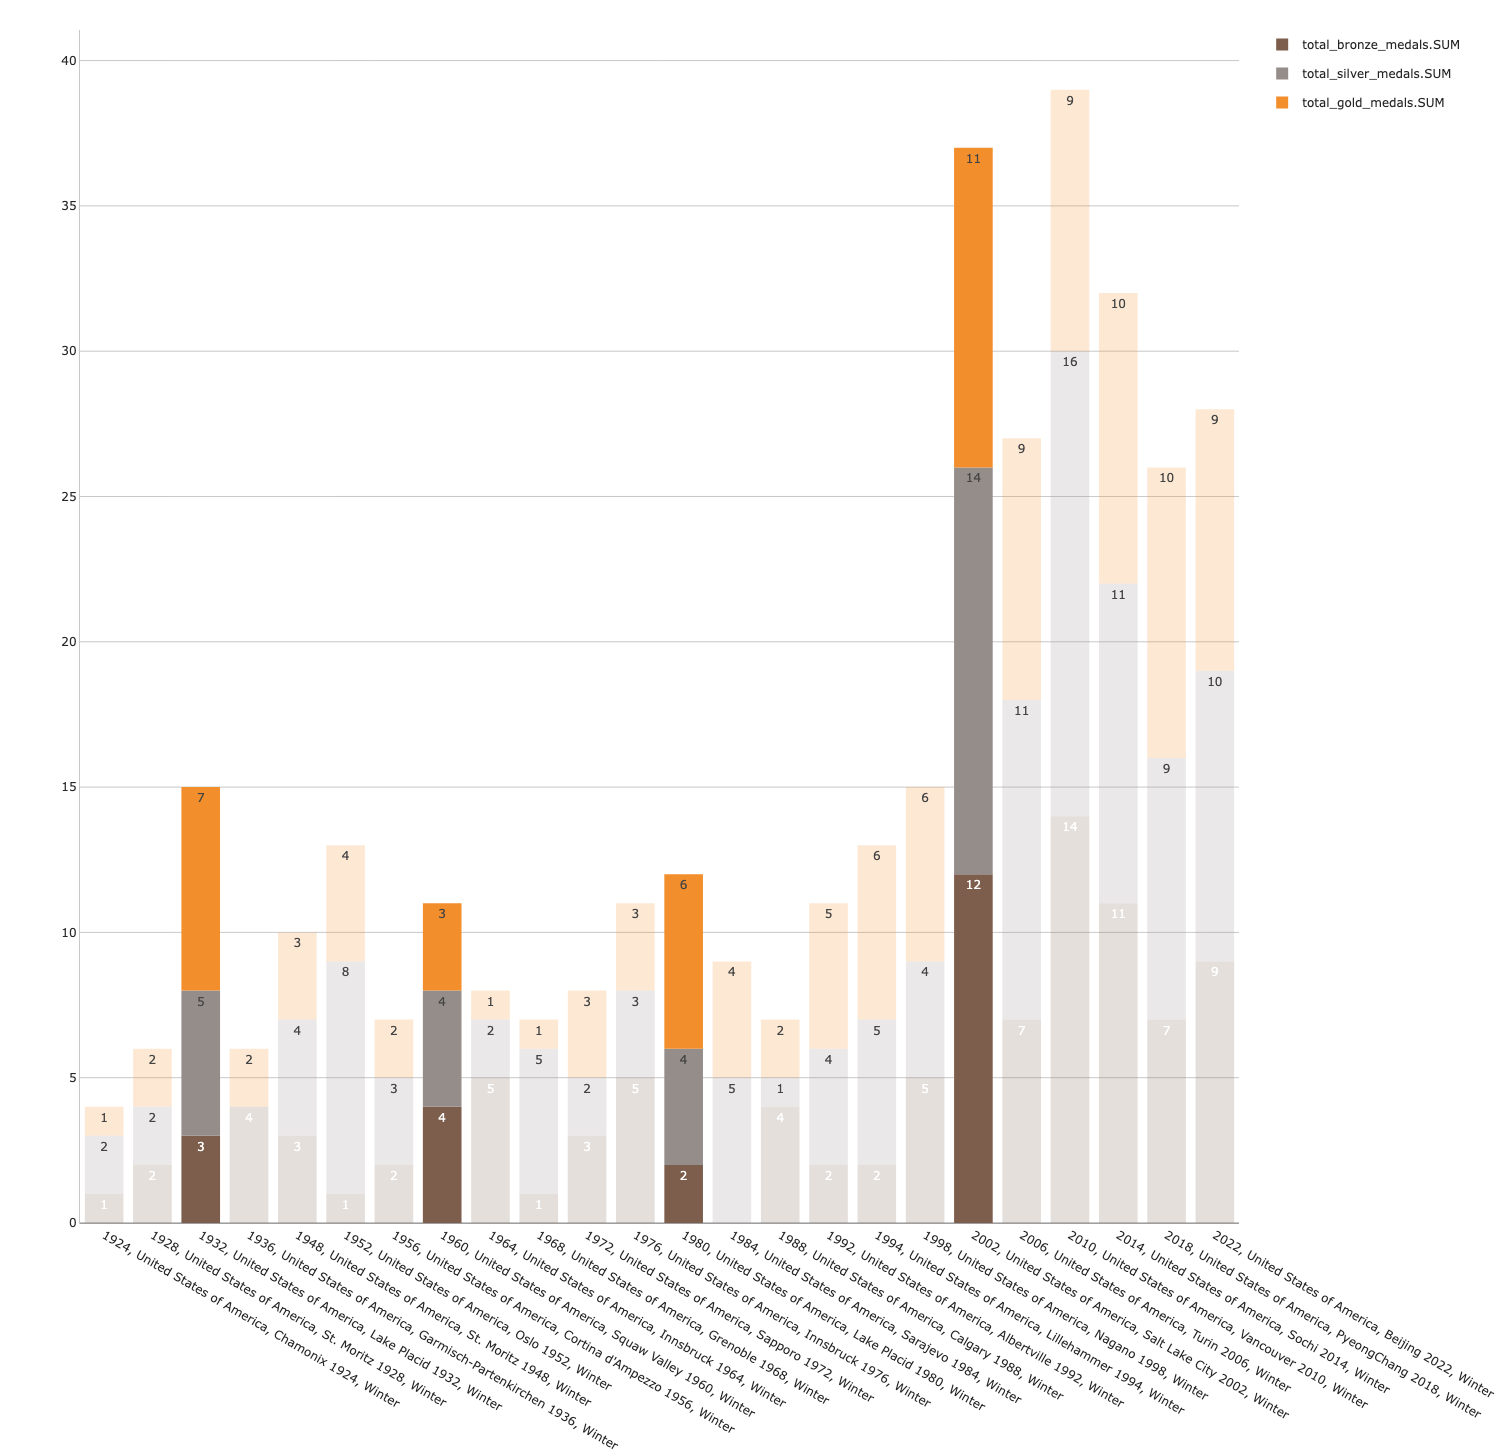 total_bronze_medals.SUM
total_silver_medals.SUM
total_gold_medals.SUM
40
35
30
25
20
15
10
5
0
1
2
1
2
2
2
7
5
3
2
4
3
4
3
4
8
1
2
3
2
3
4
4
1
2
5
1
5
1
3
2
3
3
3
5
6
4
2
4
5
2
1
4
5
4
2
6
5
2
6
4
5
11
14
12
9
11
7
9
16
14
10
11
11
10
9
7
9
10
9
1924, United States of America, Chamonix 1924, Winter
1928, United States of America, St. Moritz 1928, Winter
1932, United States of America, Lake Placid 1932, Winter
1936, United States of America, Garmisch-Partenkirchen 1936, Winter
1948, United States of America, St. Moritz 1948, Winter
1952, United States of America, Oslo 1952, Winter
1956, United States of America, Cortina d'Ampezzo 1956, Winter
1960, United States of America, Squaw Valley 1960, Winter
1964, United States of America, Innsbruck 1964, Winter
1968, United States of America, Grenoble 1968, Winter
1972, United States of America, Sapporo 1972, Winter
1976, United States of America, Innsbruck 1976, Winter
1980, United States of America, Lake Placid 1980, Winter
1984, United States of America, Sarajevo 1984, Winter
1988, United States of America, Calgary 1988, Winter
1992, United States of America, Albertville 1992, Winter
1994, United States of America, Lillehammer 1994, Winter
1998, United States of America, Nagano 1998, Winter
2002, United States of America, Salt Lake City 2002, Winter
2006, United States of America, Turin 2006, Winter
2010, United States of America, Vancouver 2010, Winter
2014, United States of America, Sochi 2014, Winter
2018, United States of America, PyeongChang 2018, Winter
2022, United States of America, Beijing 2022, Winter